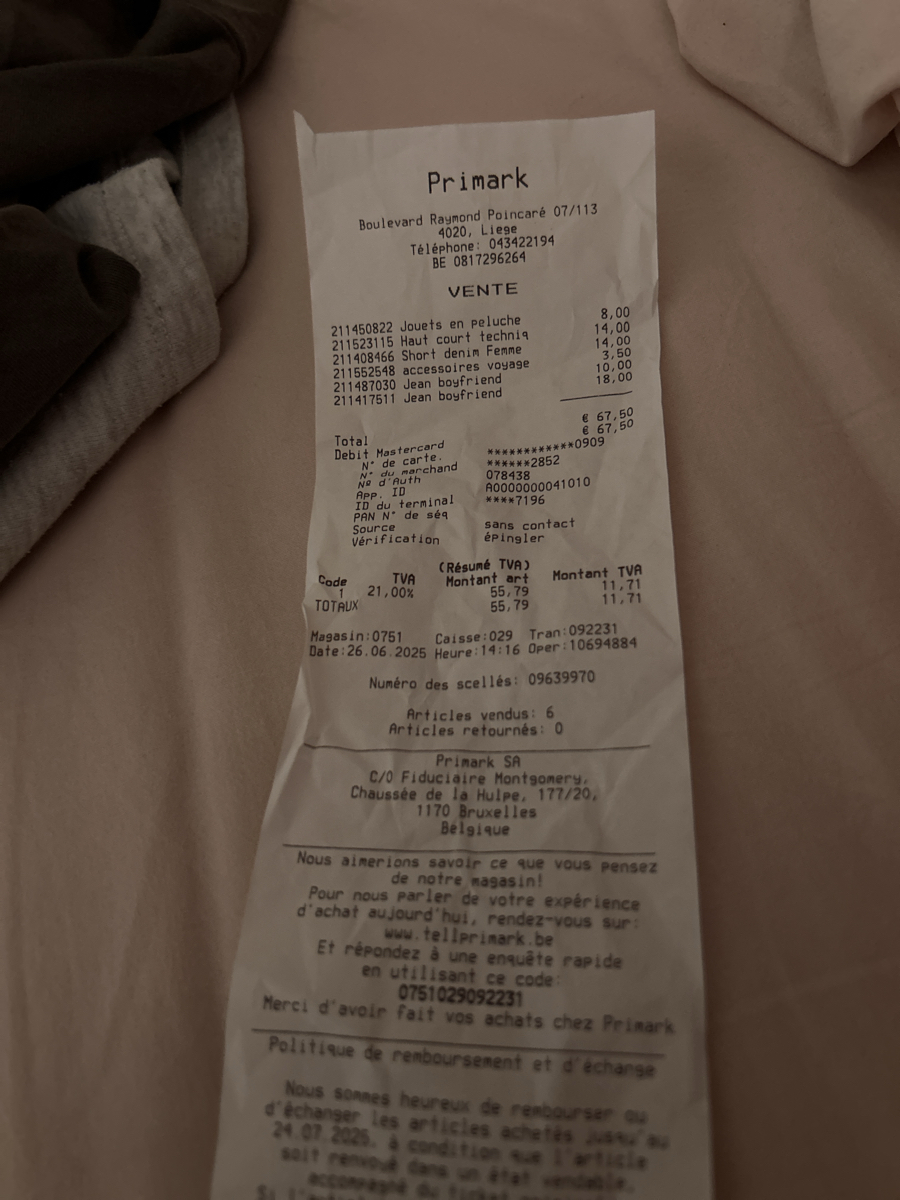 Primark
Boulevard Raymond Poincaré 07/113
4020, Liege
Téléphone: 043422194
BE 0817296264
VENTE
211450822 Jouets en peluche 8,00
211523115 Haut court techniq 14,00
211408466 Short denim Femme 14,00
211552548 accessoires voyage 3,50
211487030 Jean boyfriend 10,00
211417511 Jean boyfriend 18,00
Total € 67,50
Debit Mastercard € 67,50
N° de carte. ************0909
N° du marchand ******2852
Nº d'Auth 078438
App. ID A0000000041010
ID du terminal ****7196
PAN N° de séq
Source sans contact
Vérification épingler
(Résumé TVA)
Code TVA Montant art Montant TVA
1 21,00% 55,79 11,71
TOTAUX 55,79 11,71
Magasin:0751 Caisse:029 Tran:092231
Date:26.06.2025 Heure:14:16 Oper:10694884
Numéro des scellés: 09639970
Articles vendus: 6
Articles retournés: 0
Primark SA
C/O Fiduciaire Montgomery,
Chaussée de la Hulpe, 177/20,
1170 Bruxelles
Belgique
Nous aimerions savoir ce que vous pensez
de notre magasin!
Pour nous parler de votre expérience
d'achat aujourd'hui, rendez-vous sur:
www.tellprimark.be
Et répondez à une enquête rapide
en utilisant ce code:
0751029092231
Merci d'avoir fait vos achats chez Primark
Politique de remboursement et d'échange
Nous sommes heureux de rembourser ou
d'échanger les articles achetés jusqu'au
24.07.2025, à condition que l'article
soit renvoyé dans un état vendable,
accompagné du ticket